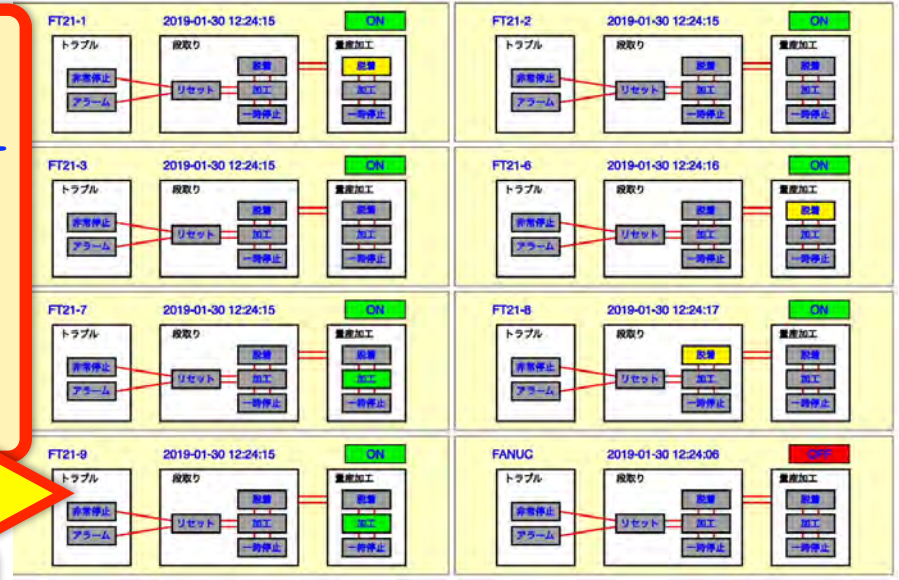 FT21-1 2019-01-30 12:24:15 ON
トラブル 段取り 量産加工
非常停止 アラーム リセット 脱着 加工 一時停止 脱着 加工 一時停止
FT21-2 2019-01-30 12:24:15 ON
トラブル 段取り 量産加工
非常停止 アラーム リセット 脱着 加工 一時停止 脱着 加工 一時停止
FT21-3 2019-01-30 12:24:15 ON
トラブル 段取り 量産加工
非常停止 アラーム リセット 脱着 加工 一時停止 脱着 加工 一時停止
FT21-6 2019-01-30 12:24:16 ON
トラブル 段取り 量産加工
非常停止 アラーム リセット 脱着 加工 一時停止 脱着 加工 一時停止
FT21-7 2019-01-30 12:24:15 ON
トラブル 段取り 量産加工
非常停止 アラーム リセット 脱着 加工 一時停止 脱着 加工 一時停止
FT21-8 2019-01-30 12:24:17 ON
トラブル 段取り 量産加工
非常停止 アラーム リセット 脱着 加工 一時停止 脱着 加工 一時停止
FT21-9 2019-01-30 12:24:15 ON
トラブル 段取り 量産加工
非常停止 アラーム リセット 脱着 加工 一時停止 脱着 加工 一時停止
FANUC 2019-01-30 12:24:06 OFF
トラブル 段取り 量産加工
非常停止 アラーム リセット 脱着 加工 一時停止 脱着 加工 一時停止